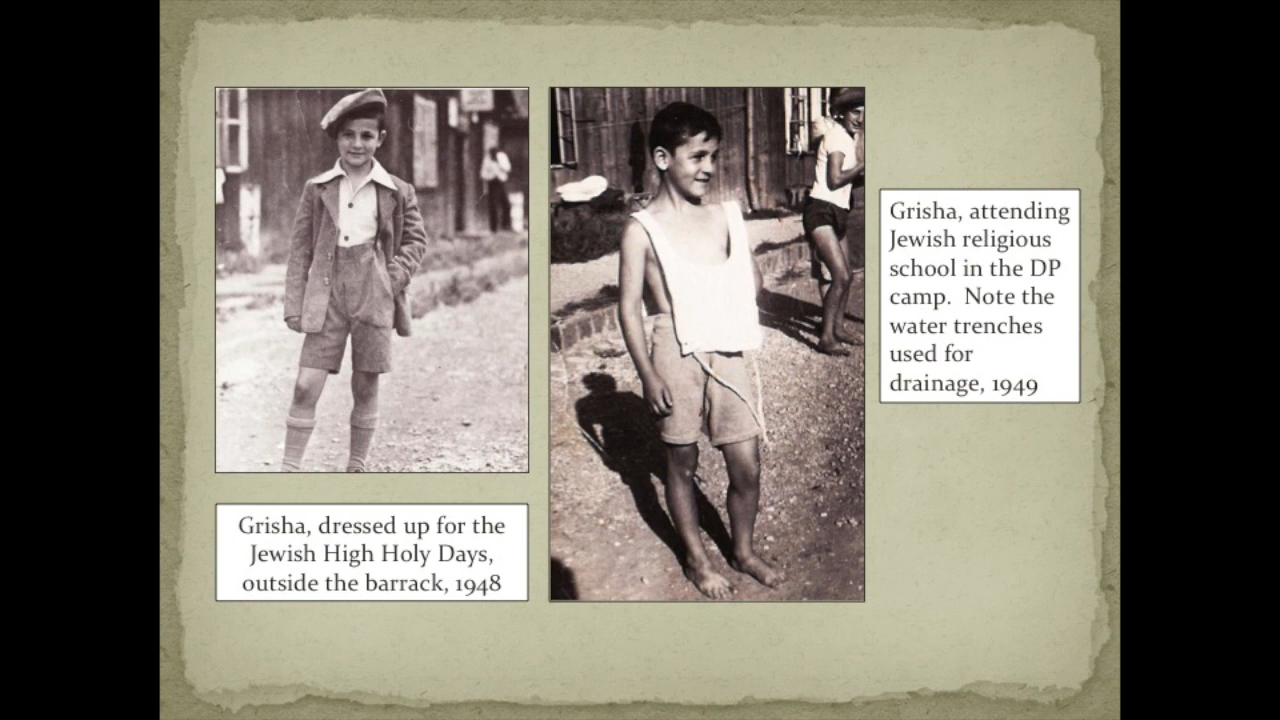 Grisha, dressed up for the
Jewish High Holy Days,
outside the barrack, 1948
Grisha, attending
Jewish religious
school in the DP
camp.  Note the
water trenches
used for
drainage, 1949